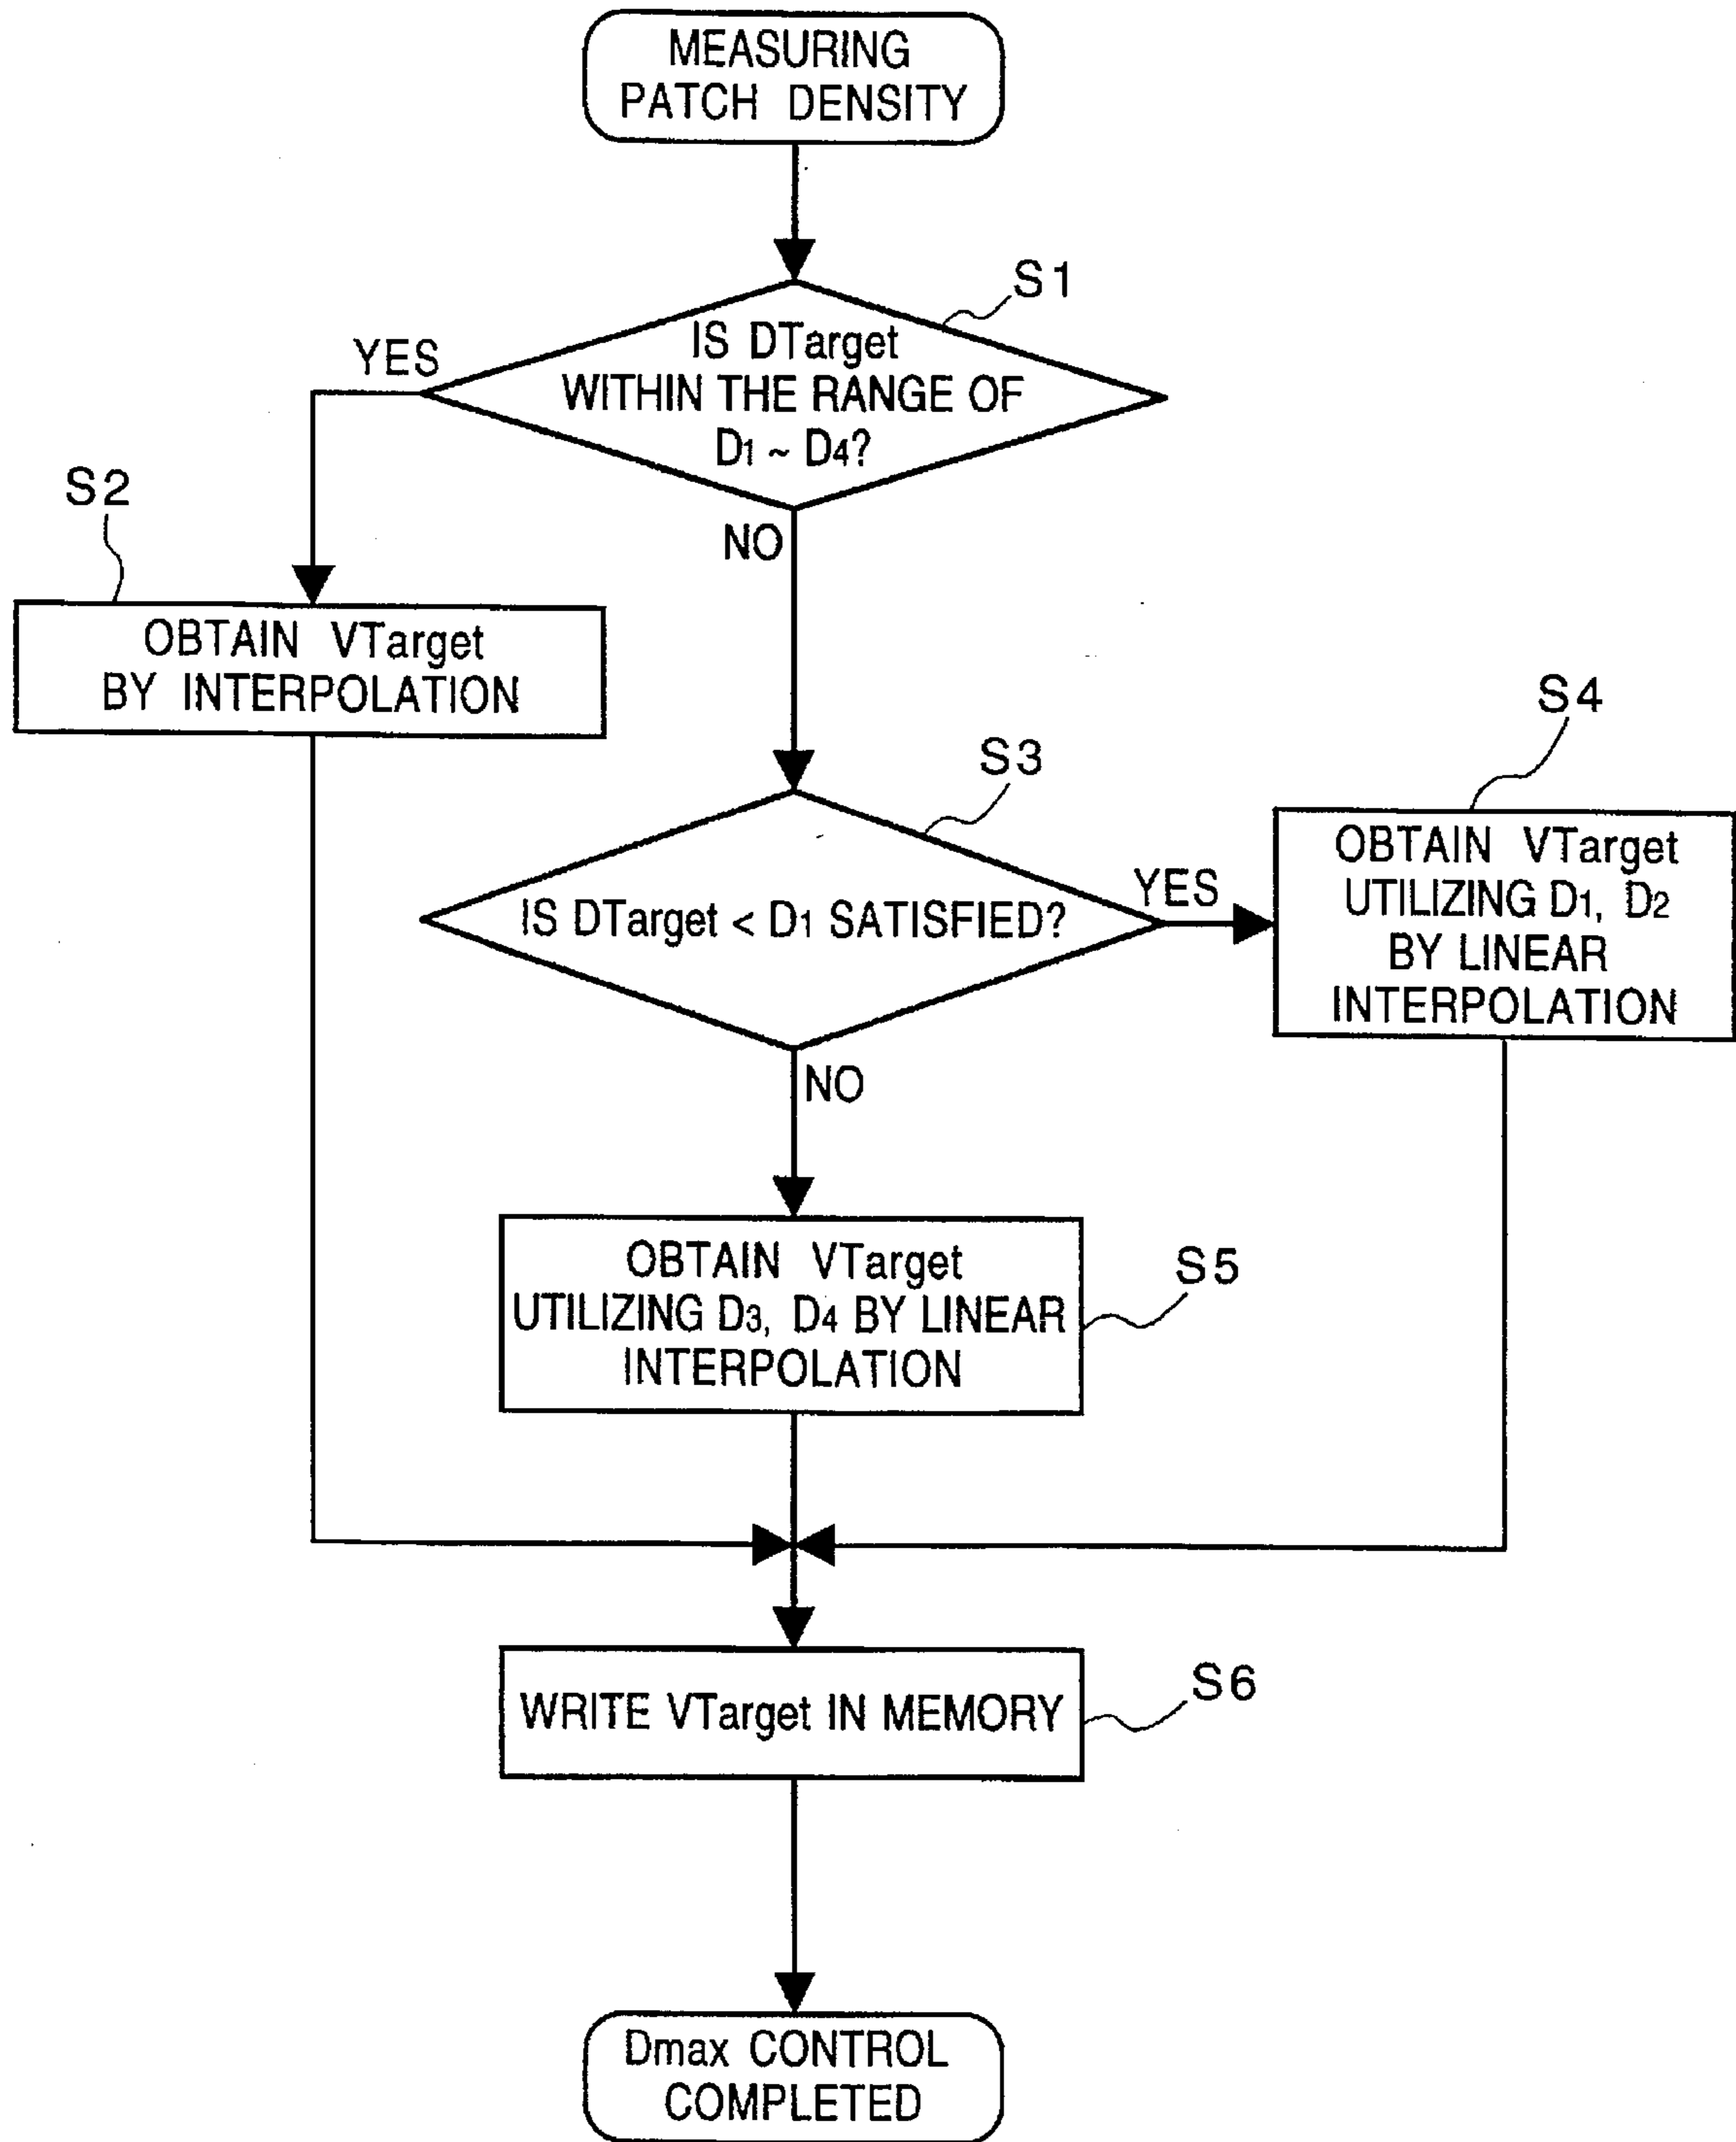 MEASURING
PATCH DENSITY
S1
IS DTarget
WITHIN THE RANGE OF
D1 ~ D4?
YES
NO
S2
OBTAIN VTarget
BY INTERPOLATION
S3
IS DTarget < D1 SATISFIED?
YES
NO
S4
OBTAIN VTarget
UTILIZING D1, D2
BY LINEAR
INTERPOLATION
OBTAIN VTarget
UTILIZING D3, D4 BY LINEAR
INTERPOLATION
S5
WRITE VTarget IN MEMORY
S6
Dmax CONTROL
COMPLETED